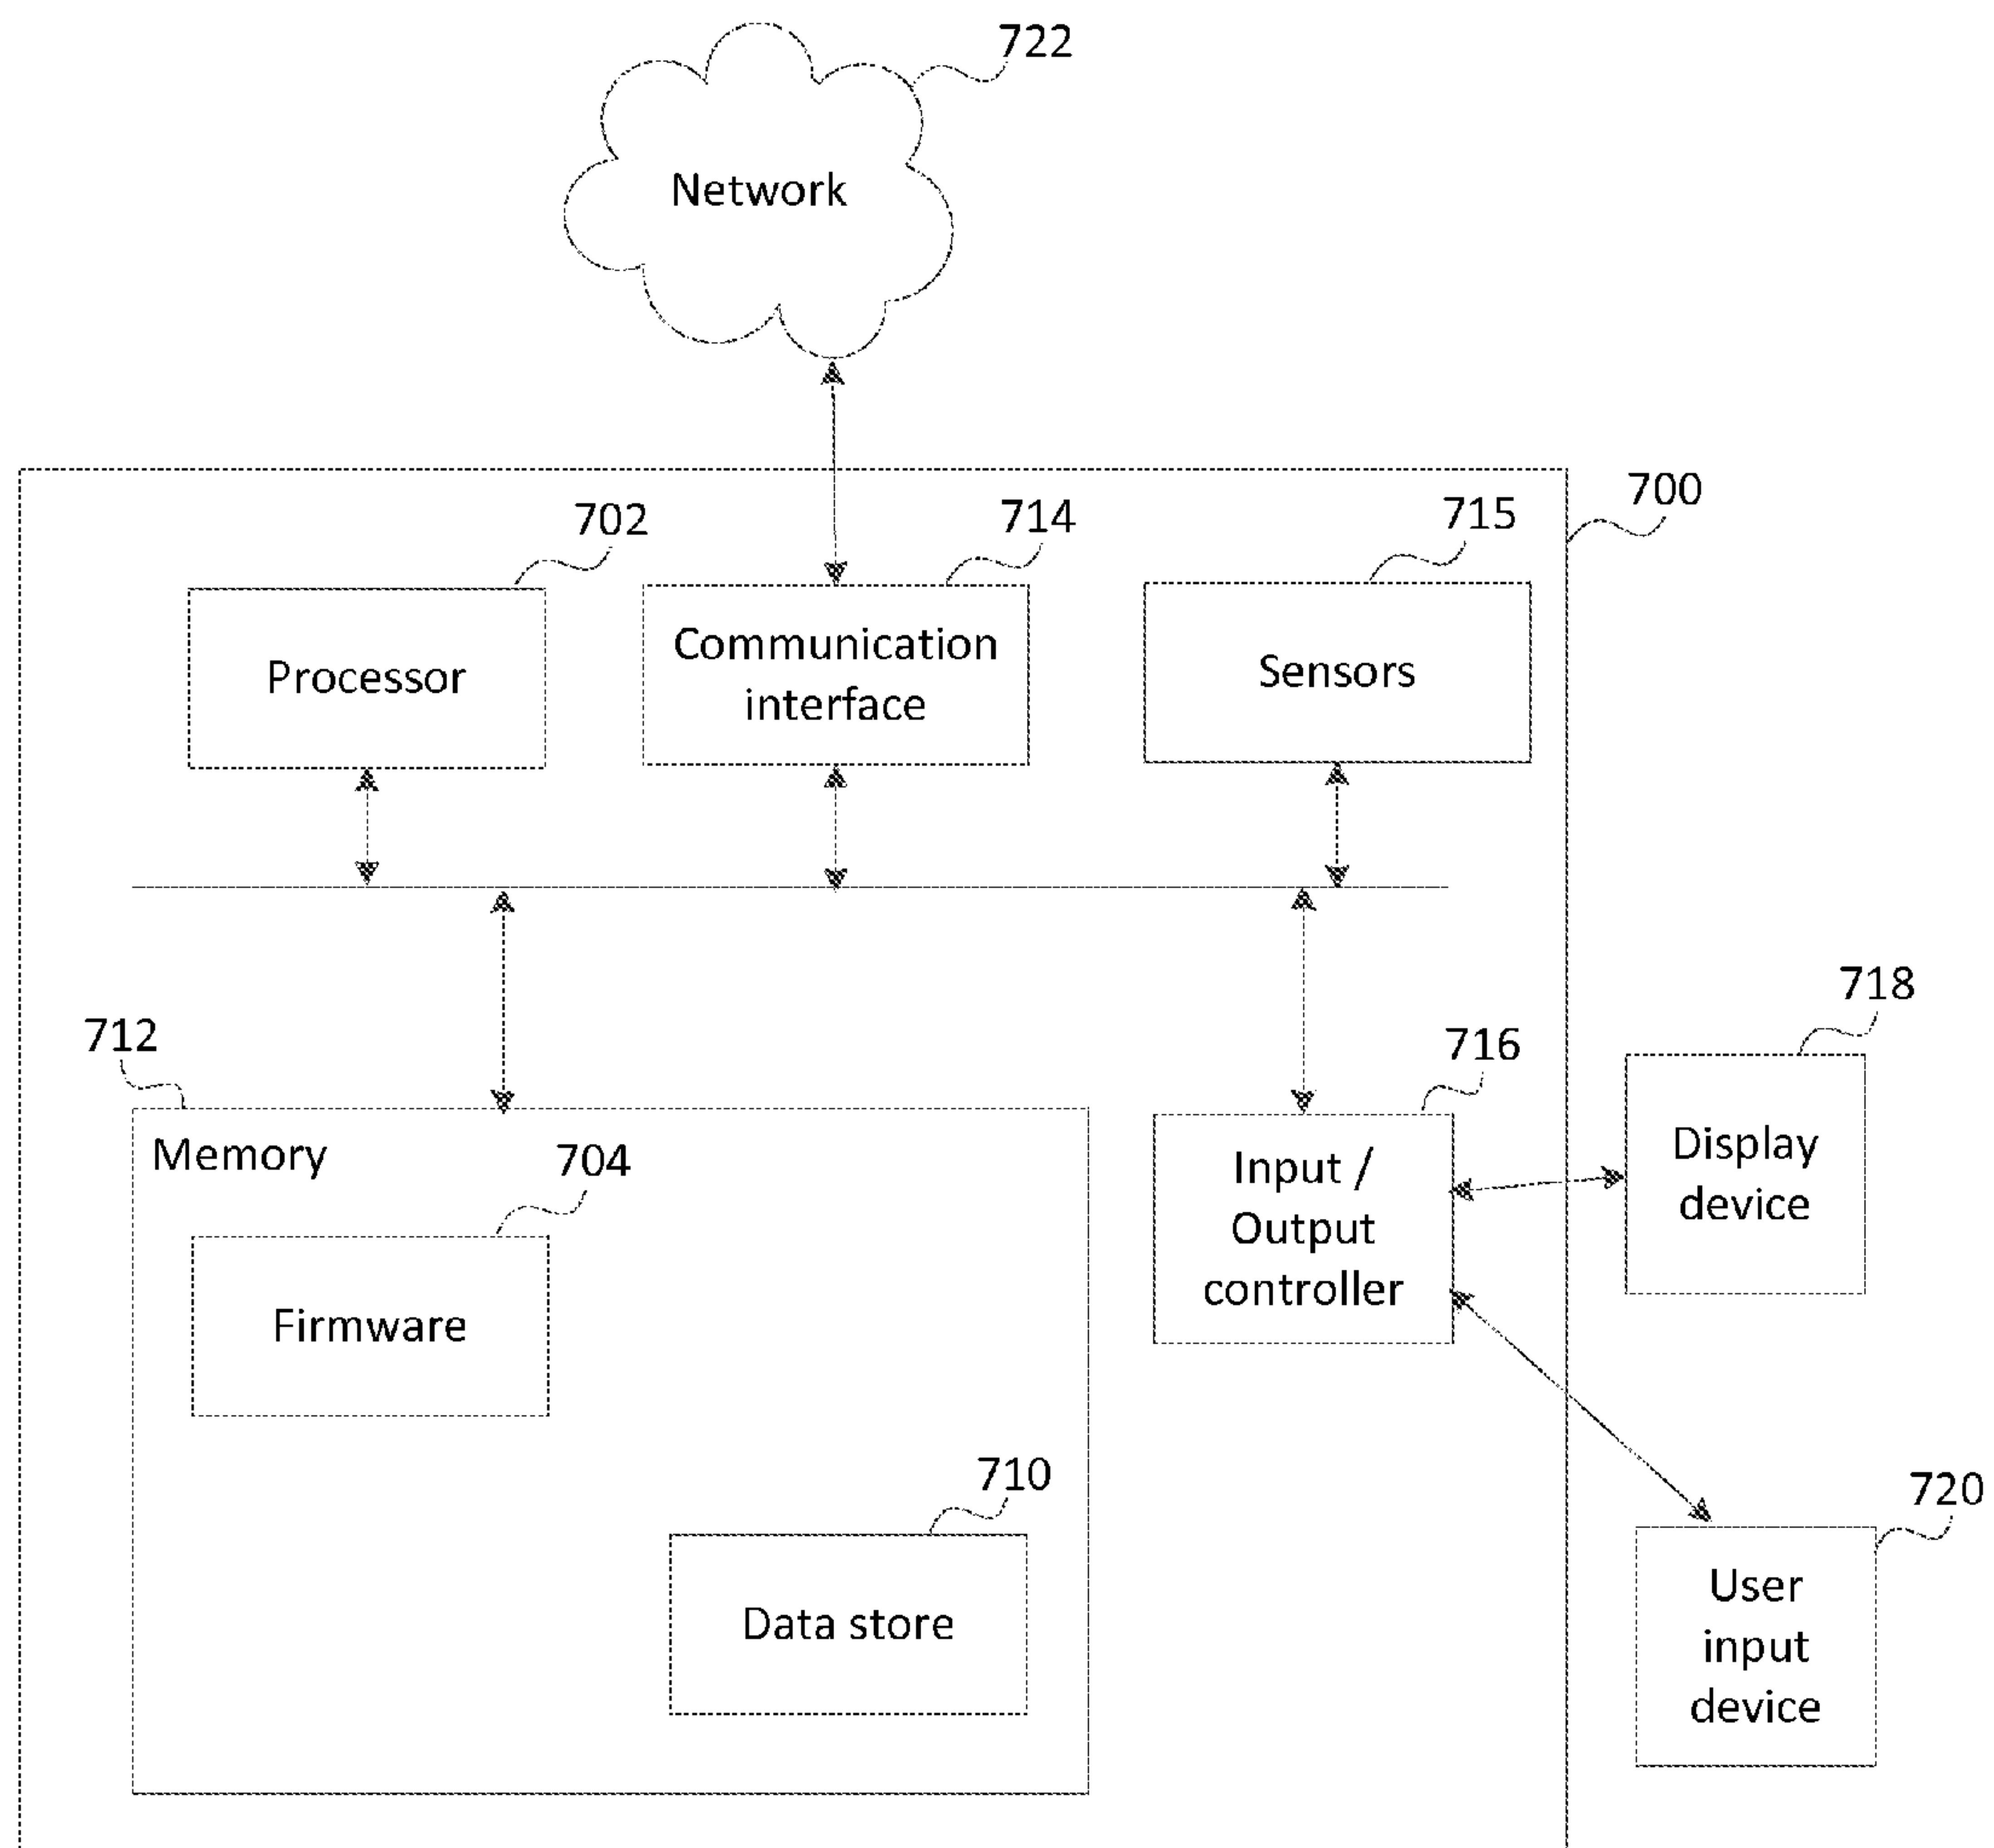 722
Network
700
702
714
715
Processor
Communication
interface
Sensors
718
712
716
Memory
704
Input /
Output
controller
Display
device
Firmware
710
720
Data store
User
input
device